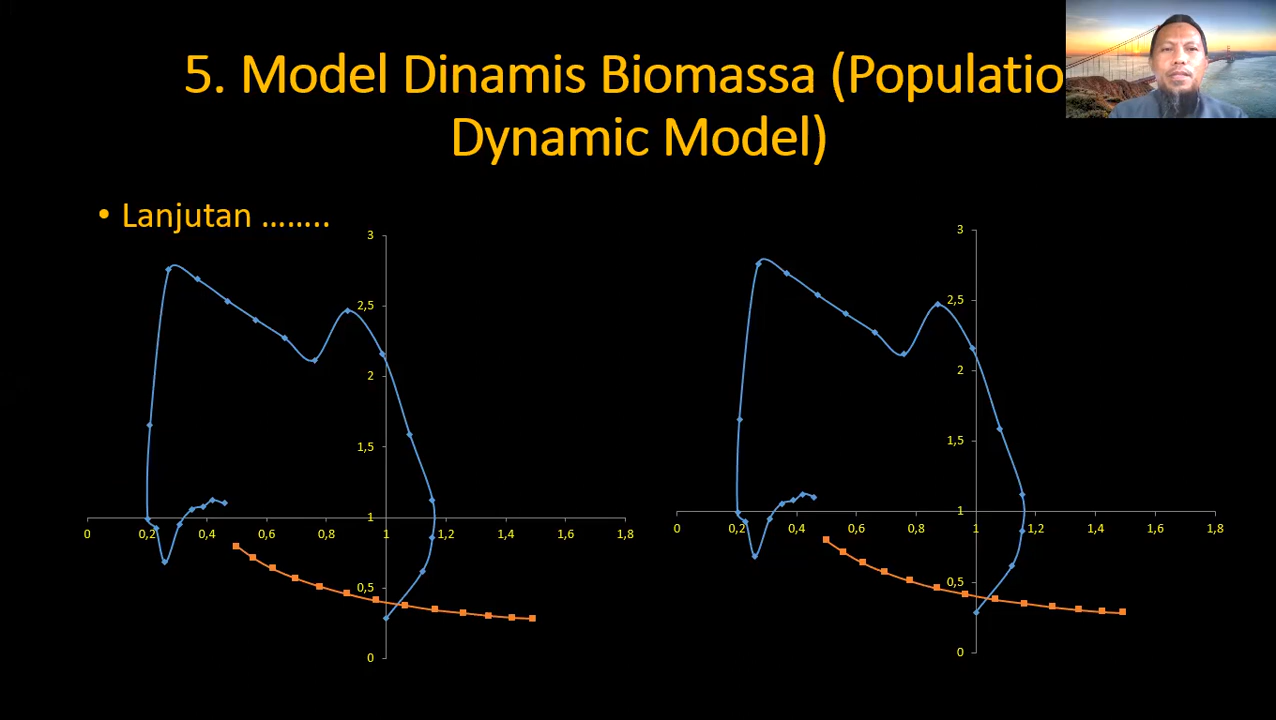 5. Model Dinamis Biomassa (Populatio
Dynamic Model)
• Lanjutan ........
3
2,5
2
1,5
1
0 0,2 0,4 0,6 0,8 1 1,2 1,4 1,6 1,8
0,5
0
3
2,5
2
1,5
1
0 0,2 0,4 0,6 0,8 1 1,2 1,4 1,6 1,8
0,5
0